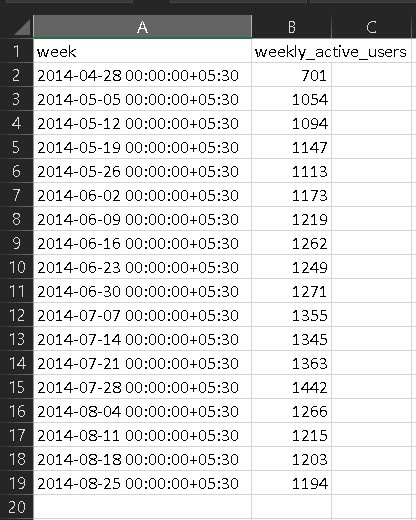 A B C
1 week weekly_active_users
2 2014-04-28 00:00:00+05:30 701
3 2014-05-05 00:00:00+05:30 1054
4 2014-05-12 00:00:00+05:30 1094
5 2014-05-19 00:00:00+05:30 1147
6 2014-05-26 00:00:00+05:30 1113
7 2014-06-02 00:00:00+05:30 1173
8 2014-06-09 00:00:00+05:30 1219
9 2014-06-16 00:00:00+05:30 1262
10 2014-06-23 00:00:00+05:30 1249
11 2014-06-30 00:00:00+05:30 1271
12 2014-07-07 00:00:00+05:30 1355
13 2014-07-14 00:00:00+05:30 1345
14 2014-07-21 00:00:00+05:30 1363
15 2014-07-28 00:00:00+05:30 1442
16 2014-08-04 00:00:00+05:30 1266
17 2014-08-11 00:00:00+05:30 1215
18 2014-08-18 00:00:00+05:30 1203
19 2014-08-25 00:00:00+05:30 1194
20